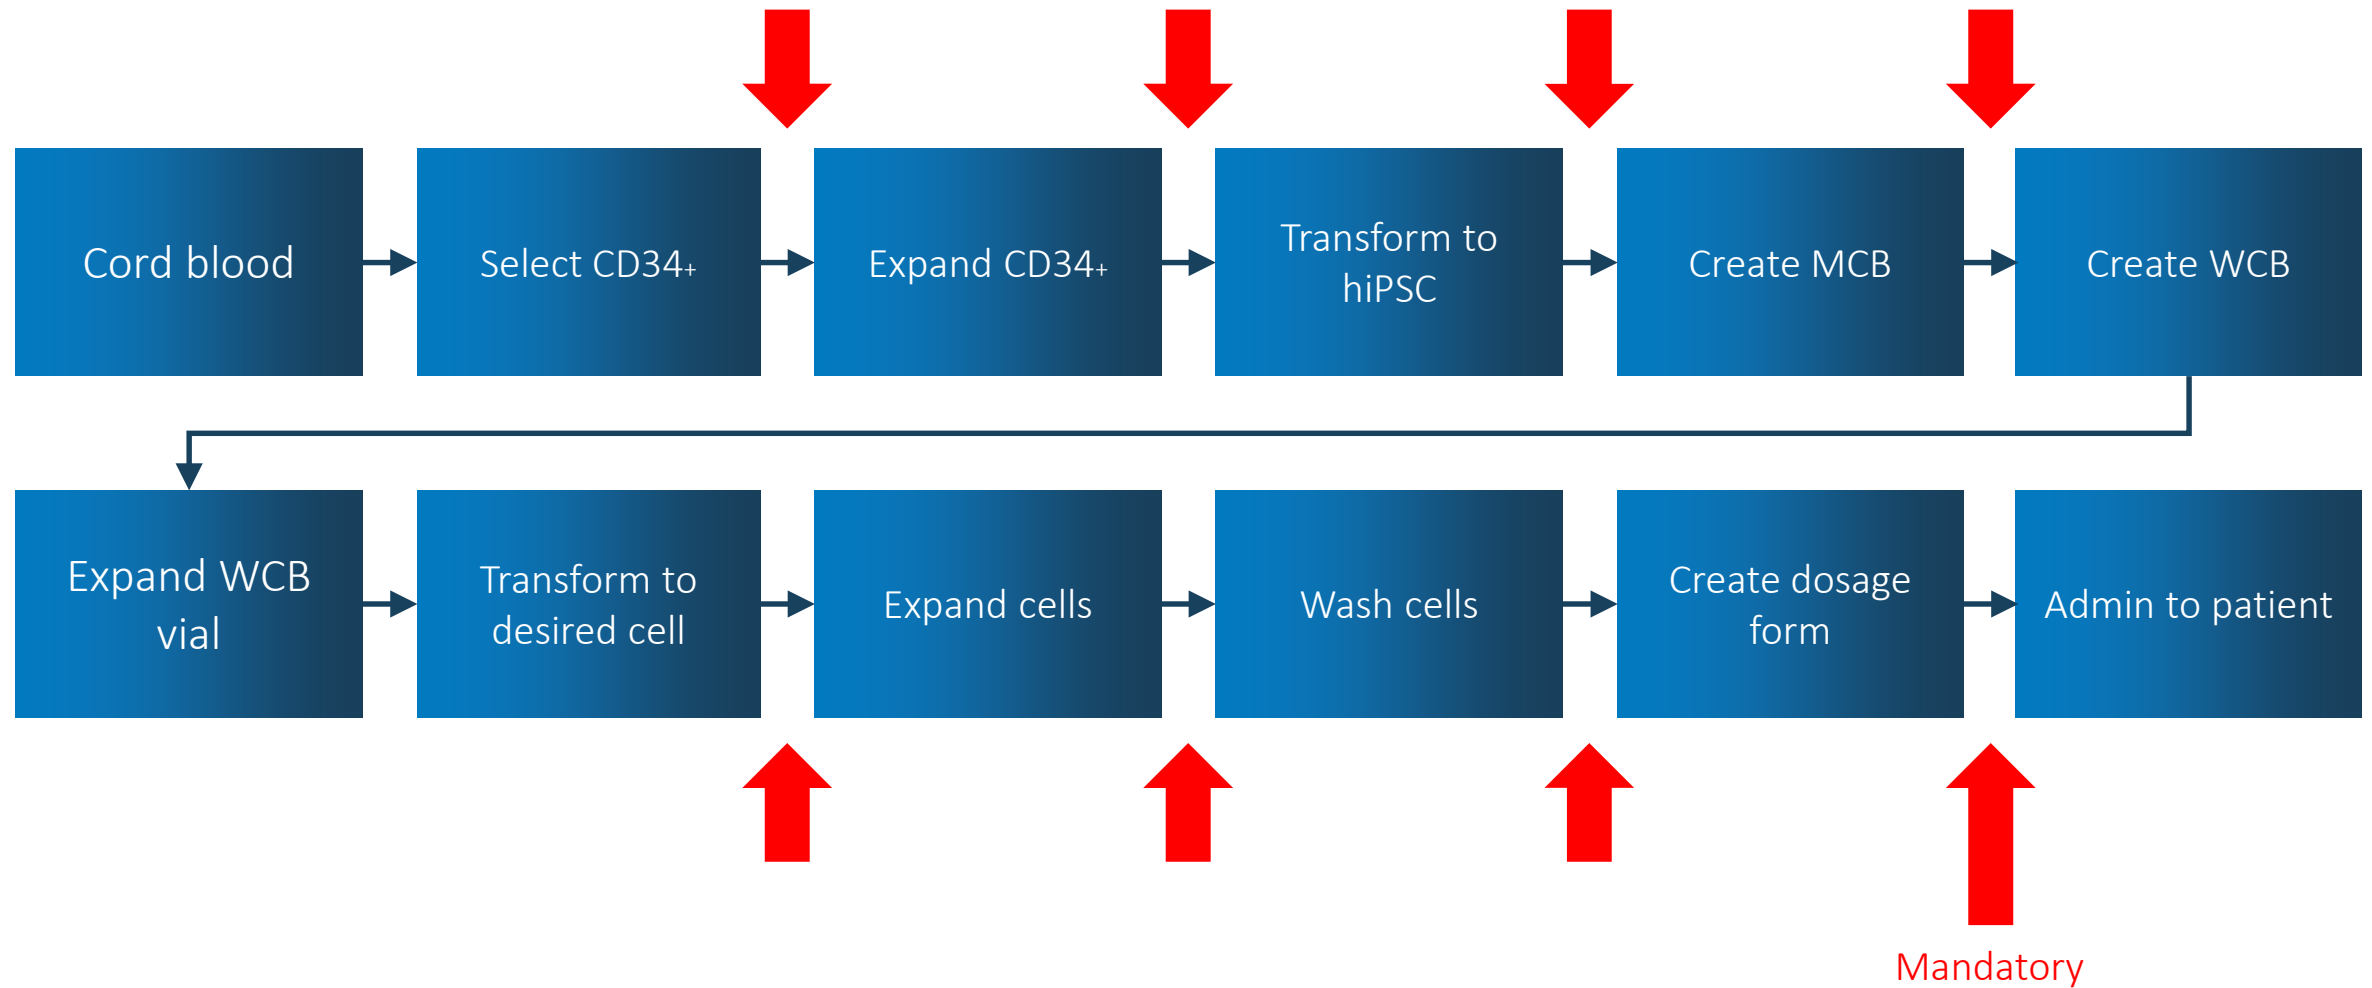 Cord blood
Select CD34+
Expand CD34+
Transform to
hiPSC
Create MCB
Create WCB
Expand WCB
vial
Transform to
desired cell
Expand cells
Wash cells
Create dosage
form
Admin to patient
Mandatory